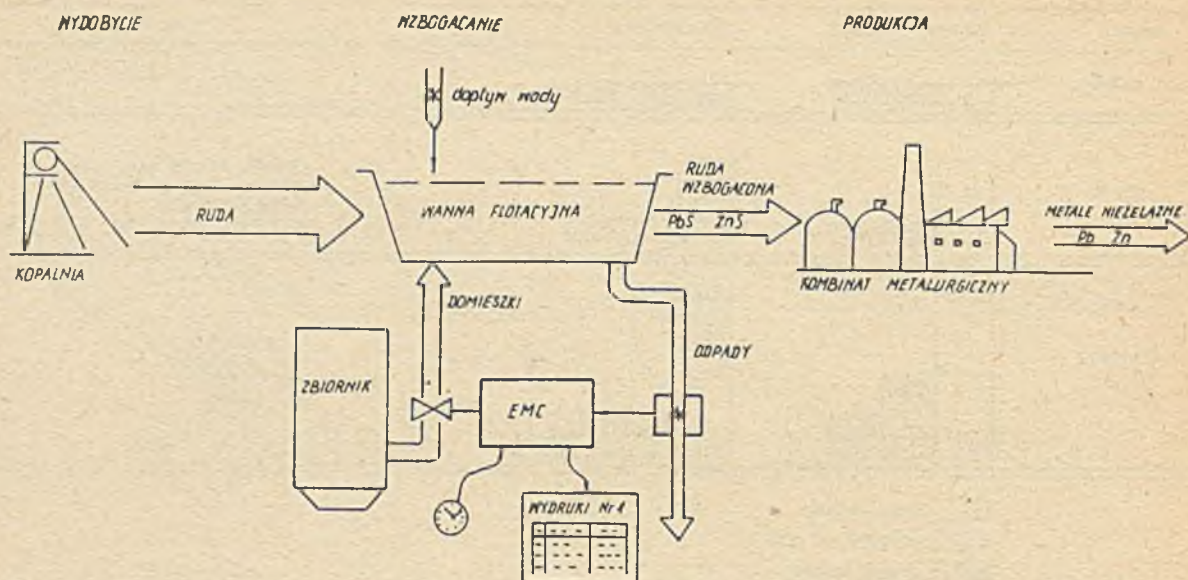 WYDOBYCIE
WZBOGACANIE
PRODUKCJA
dopływ wody
RUDA
WANNA FLOTACYJNA
RUDA
WZBOGACONA
PbS ZnS
METALE NIEŻELAZNE
Pb Zn
KOPALNIA
KOMBINAT METALURGICZNY
DOMIESZKI
ODPADY
ZBIORNIK
EMC
WYDRUKI Nr 1